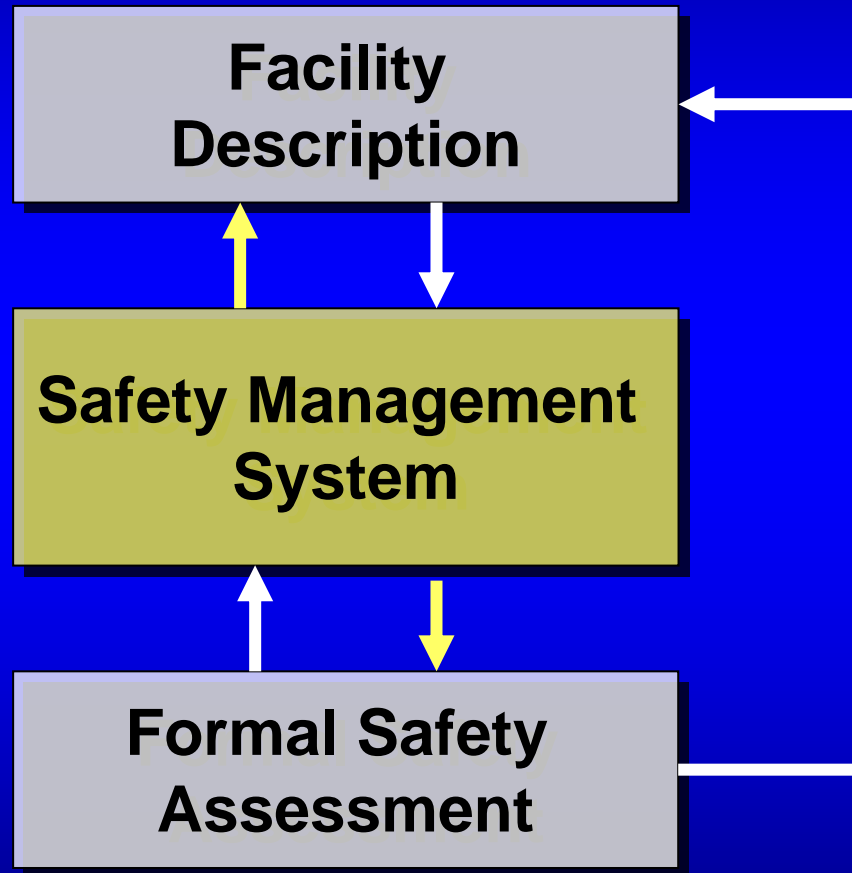 Facility
Description
Safety Management
System
Formal Safety
Assessment